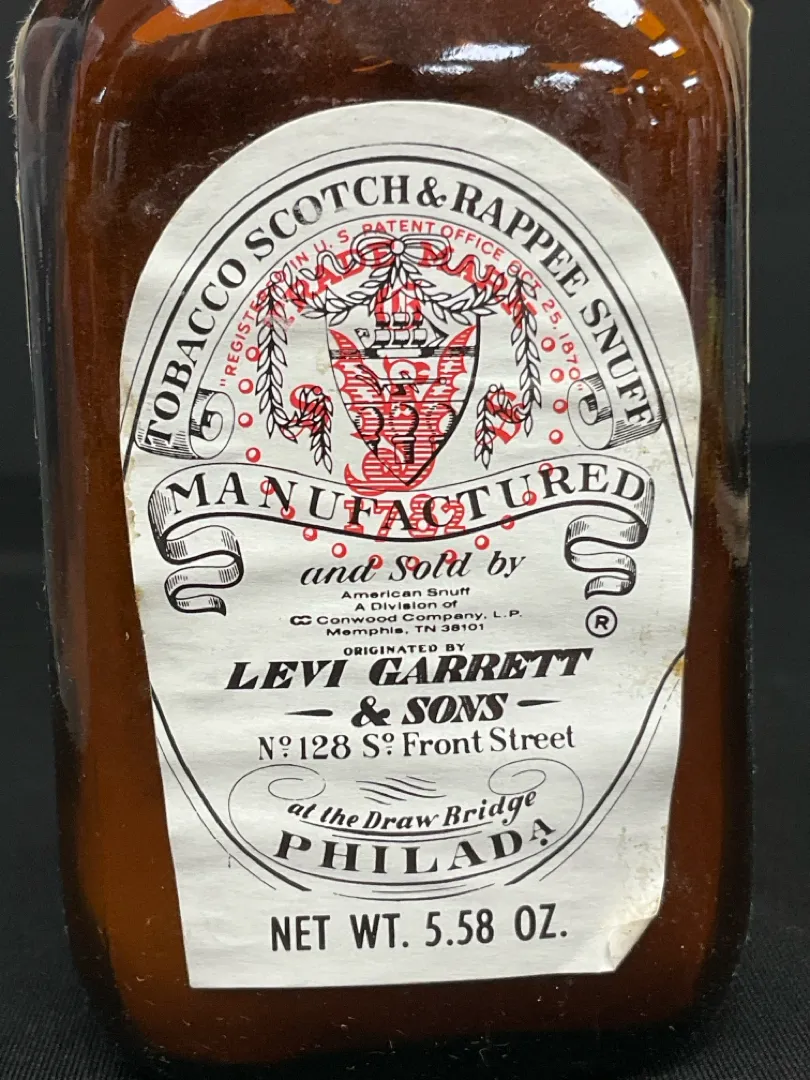 TOBACCO SCOTCH & RAPPEE SNUFF
"REGISTERED IN U. S. PATENT OFFICE OCT. 25, 1870."
TRADE MARK
G
S S
1782
MANUFACTURED
and Sold by
American Snuff
A Division of
Conwood Company, L.P.
Memphis, TN 38101
®
ORIGINATED BY
LEVI GARRETT
— & SONS —
Nº 128 Sº Front Street
at the Draw Bridge
PHILADA
NET WT. 5.58 OZ.